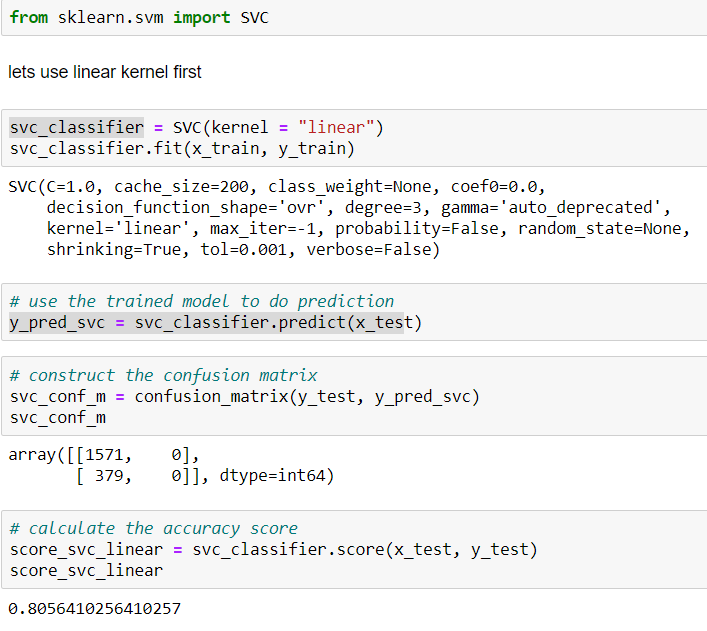 from sklearn.svm import SVC
lets use linear kernel first
svc_classifier = SVC(kernel = "linear")
svc_classifier.fit(x_train, y_train)
SVC(C=1.0, cache_size=200, class_weight=None, coef0=0.0,
    decision_function_shape='ovr', degree=3, gamma='auto_deprecated',
    kernel='linear', max_iter=-1, probability=False, random_state=None,
    shrinking=True, tol=0.001, verbose=False)
# use the trained model to do prediction
y_pred_svc = svc_classifier.predict(x_test)
# construct the confusion matrix
svc_conf_m = confusion_matrix(y_test, y_pred_svc)
svc_conf_m
array([[1571,    0],
       [ 379,    0]], dtype=int64)
# calculate the accuracy score
score_svc_linear = svc_classifier.score(x_test, y_test)
score_svc_linear
0.8056410256410257